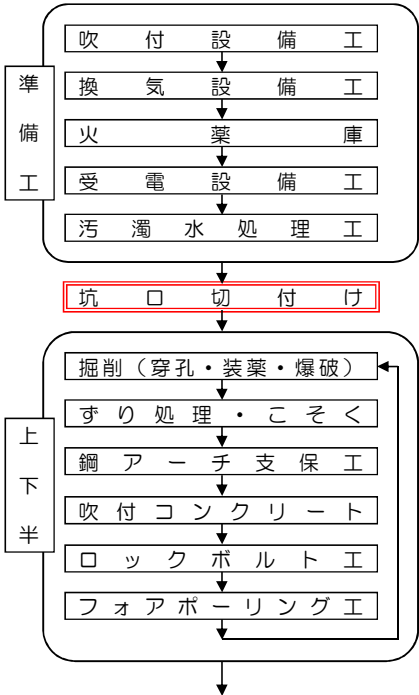 準備工
吹付設備工
換気設備工
火薬庫
受電設備工
汚濁水処理工
坑口切付け
上下半
掘削（穿孔・装薬・爆破）
ずり処理・こそく
鋼アーチ支保工
吹付コンクリート
ロックボルト工
フォアポーリング工